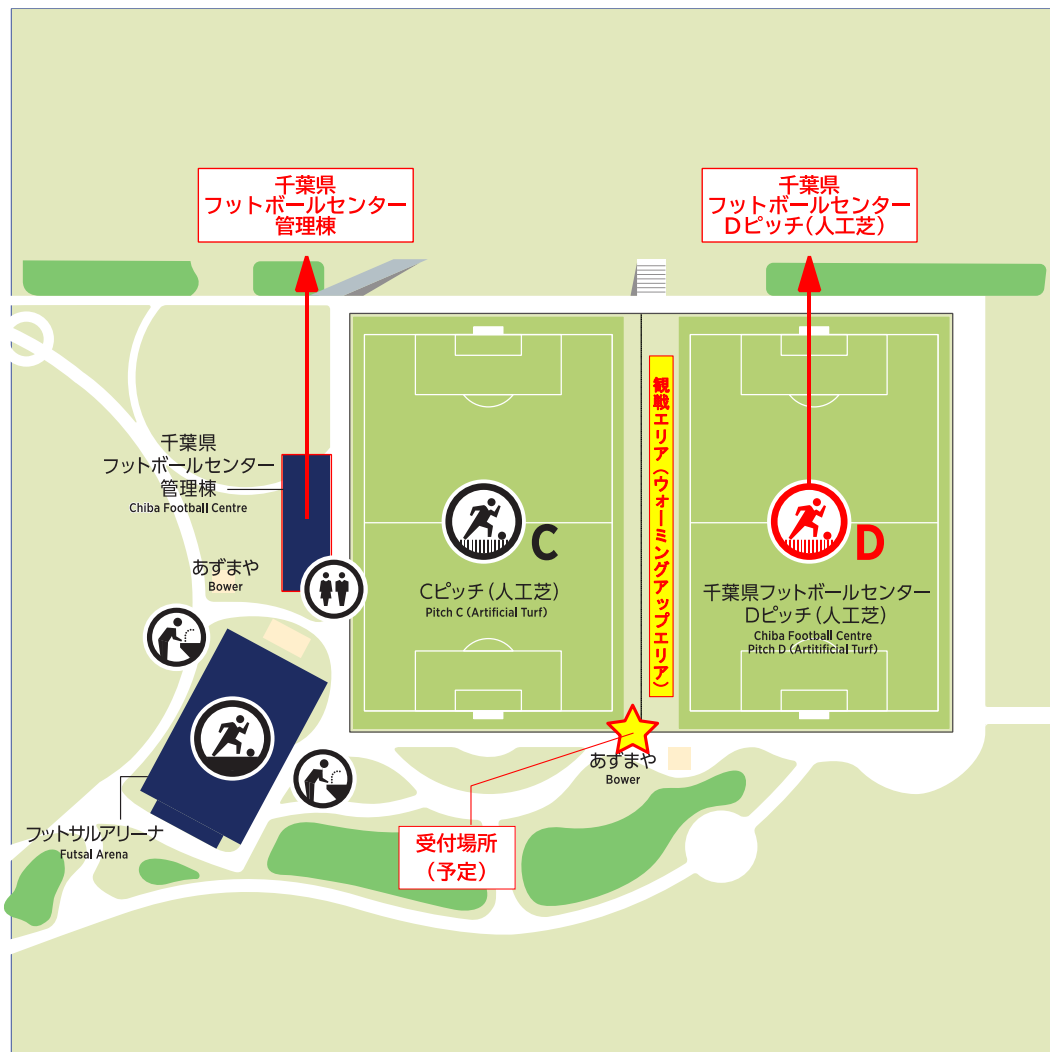 千葉県
フットボールセンター
管理棟
千葉県
フットボールセンター
Dピッチ(人工芝)
観戦エリア(ウォーミングアップエリア)
千葉県
フットボールセンター
管理棟
Chiba Football Centre
あずまや
Bower
C
Cピッチ(人工芝)
Pitch C (Artificial Turf)
D
千葉県フットボールセンター
Dピッチ(人工芝)
Chiba Football Centre
Pitch D (Artitificial Turf)
あずまや
Bower
フットサルアリーナ
Futsal Arena
受付場所
(予定)